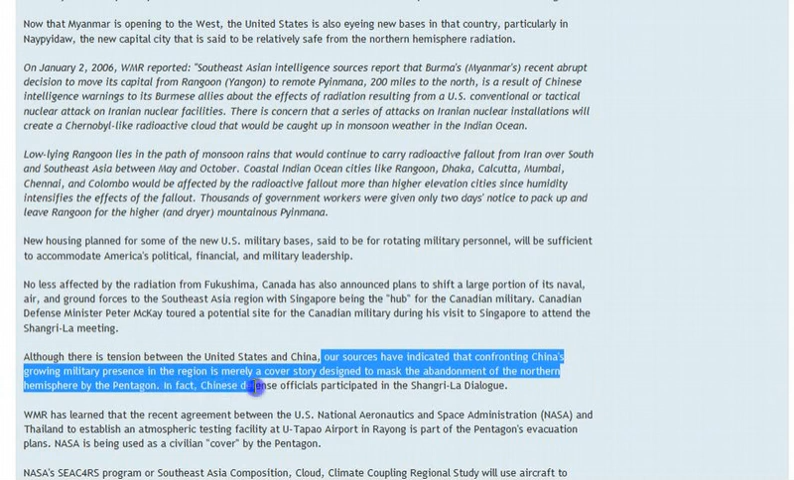 Now that Myanmar is opening to the West, the United States is also eyeing new bases in that country, particularly in
Naypyidaw, the new capital city that is said to be relatively safe from the northern hemisphere radiation.
On January 2, 2006, WMR reported: "Southeast Asian intelligence sources report that Burma's (Myanmar's) recent abrupt
decision to move its capital from Rangoon (Yangon) to remote Pyinmana, 200 miles to the north, is a result of Chinese
intelligence warnings to its Burmese allies about the effects of radiation resulting from a U.S. conventional or tactical
nuclear attack on Iranian nuclear facilities. There is concern that a series of attacks on Iranian nuclear installations will
create a Chernobyl-like radioactive cloud that would be caught up in monsoon weather in the Indian Ocean.
Low-lying Rangoon lies in the path of monsoon rains that would continue to carry radioactive fallout from Iran over South
and Southeast Asia between May and October. Coastal Indian Ocean cities like Rangoon, Dhaka, Calcutta, Mumbai,
Chennai, and Colombo would be affected by the radioactive fallout more than higher elevation cities since humidity
intensifies the effects of the fallout. Thousands of government workers were given only two days' notice to pack up and
leave Rangoon for the higher (and dryer) mountainous Pyinmana.
New housing planned for some of the new U.S. military bases, said to be for rotating military personnel, will be sufficient
to accommodate America's political, financial, and military leadership.
No less affected by the radiation from Fukushima, Canada has also announced plans to shift a large portion of its naval,
air, and ground forces to the Southeast Asia region with Singapore being the "hub" for the Canadian military. Canadian
Defense Minister Peter McKay toured a potential site for the Canadian military during his visit to Singapore to attend the
Shangri-La meeting.
Although there is tension between the United States and China, our sources have indicated that confronting China's
growing military presence in the region is merely a cover story designed to mask the abandonment of the northern
hemisphere by the Pentagon. In fact, Chinese defense officials participated in the Shangri-La Dialogue.
WMR has learned that the recent agreement between the U.S. National Aeronautics and Space Administration (NASA) and
Thailand to establish an atmospheric testing facility at U-Tapao Airport in Rayong is part of the Pentagon's evacuation
plans. NASA is being used as a civilian "cover" by the Pentagon.
NASA's SEAC4RS program or Southeast Asia Composition, Cloud, Climate Coupling Regional Study will use aircraft to